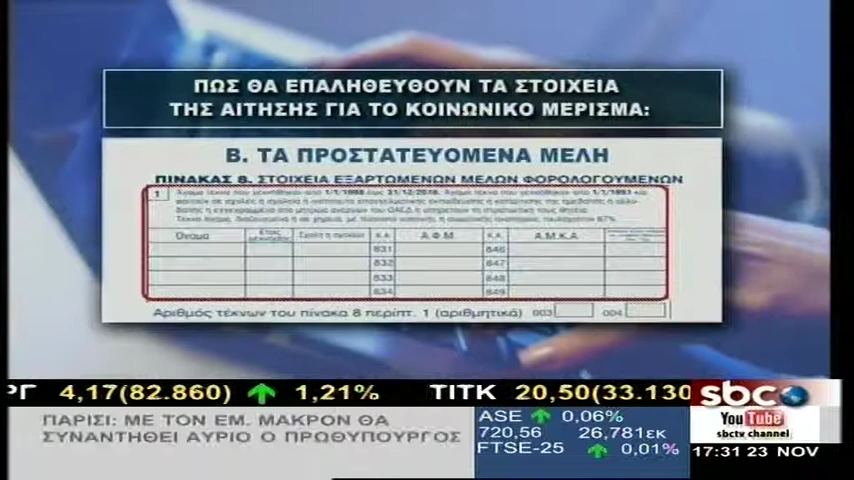 ΠΩΣ ΘΑ ΕΠΑΛΗΘΕΥΘΟΥΝ ΤΑ ΣΤΟΙΧΕΙΑ
ΤΗΣ ΑΙΤΗΣΗΣ ΓΙΑ ΤΟ ΚΟΙΝΩΝΙΚΟ ΜΕΡΙΣΜΑ:
Β. ΤΑ ΠΡΟΣΤΑΤΕΥΟΜΕΝΑ ΜΕΛΗ
ΠΙΝΑΚΑΣ 8. ΣΤΟΙΧΕΙΑ ΕΞΑΡΤΩΜΕΝΩΝ ΜΕΛΩΝ ΦΟΡΟΛΟΓΟΥΜΕΝΩΝ
1
Όνομα Έτος γέννησης Σχολή ή σχολείο Κ.Α. Α.Φ.Μ. Κ.Α. Α.Μ.Κ.Α.
831 846
832 847
833 848
834 849
Αριθμός τέκνων του πίνακα 8 περίπτ. 1 (αριθμητικά) 003 004
ΡΓ 4,17(82.860) 1,21% ΤΙΤΚ 20,50(33.130
sbc
ΠΑΡΙΣΙ: ΜΕ ΤΟΝ ΕΜ. ΜΑΚΡΟΝ ΘΑ
ΣΥΝΑΝΤΗΘΕΙ ΑΥΡΙΟ Ο ΠΡΩΘΥΠΟΥΡΓΟΣ
ASE 0,06%
720,56 26,781εκ
FTSE-25 0,01%
YouTube
sbctv channel
17:31 23 NOV